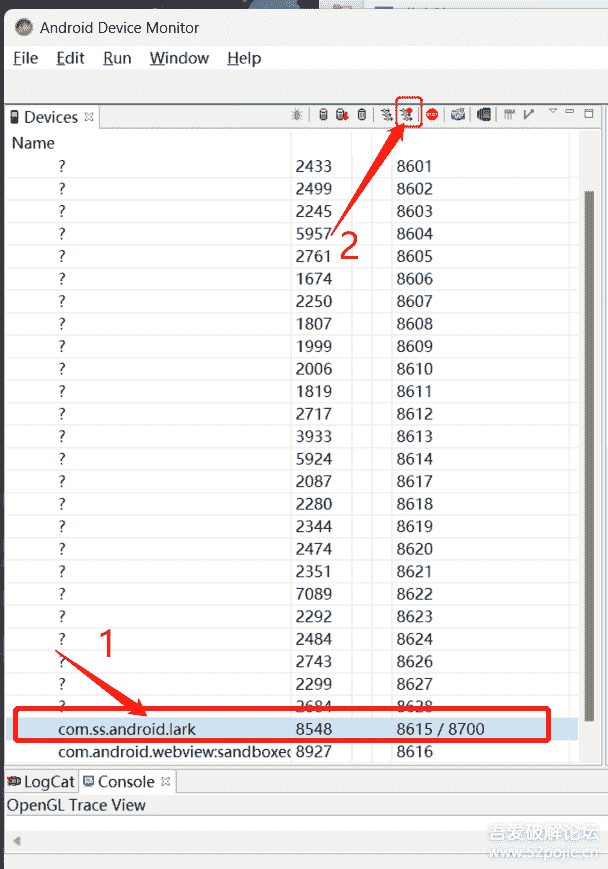 Android Device Monitor
File Edit Run Window Help
Devices
Name
? 2433 8601
? 2499 8602
? 2245 8603
? 5957 8604
2
? 2761 8605
? 1674 8606
? 2250 8607
? 1807 8608
? 1999 8609
? 2006 8610
? 1819 8611
? 2717 8612
? 3933 8613
? 5924 8614
? 2087 8617
? 2280 8618
? 2344 8619
? 2474 8620
? 2351 8621
? 7089 8622
? 2292 8623
? 2484 8624
1
? 2743 8626
? 2299 8627
? 2684 8628
com.ss.android.lark 8548 8615 / 8700
com.android.webview:sandboxec 8927 8616
LogCat Console
OpenGL Trace View
吾爱破解论坛
www.52pojie.cn